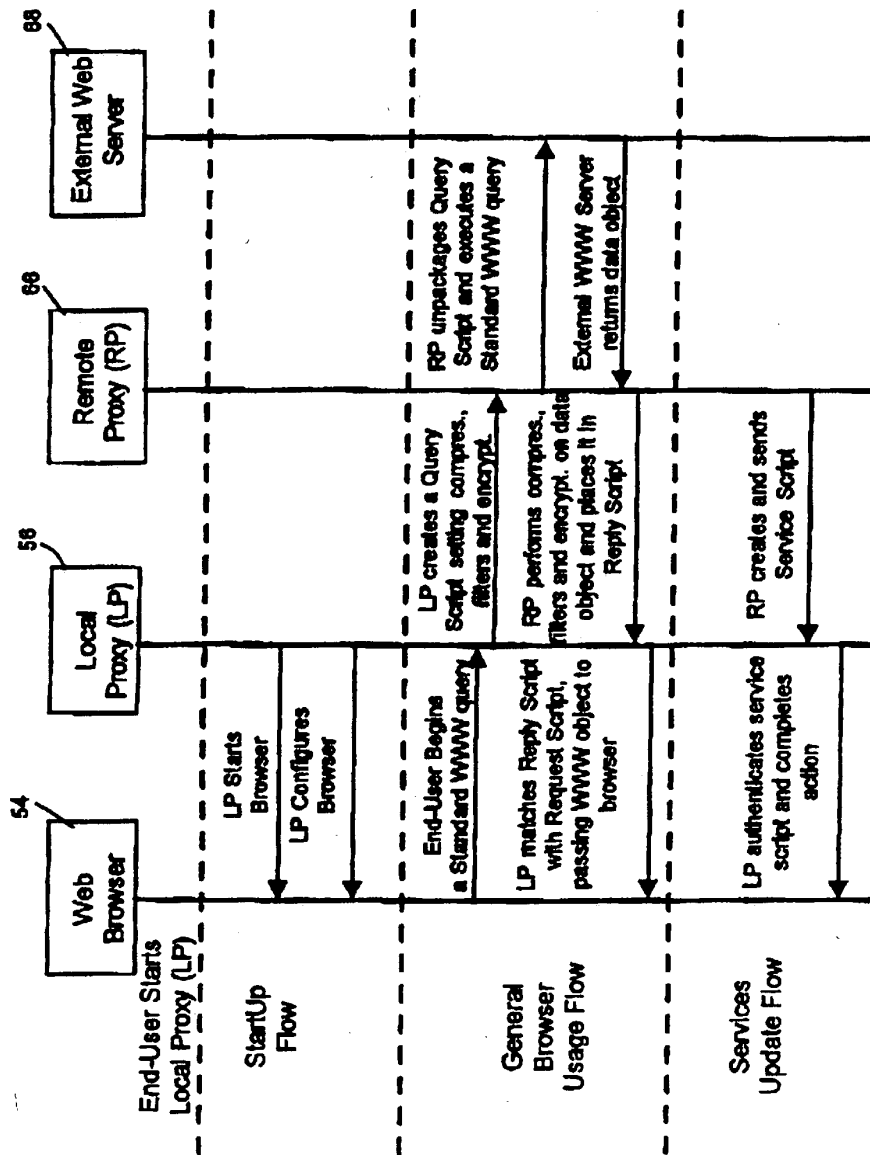 54
Web
Browser
56
Local
Proxy (LP)
66
Remote
Proxy (RP)
68
External Web
Server
End-User Starts
Local Proxy (LP)
StartUp
Flow
LP Starts
Browser
LP Configures
Browser
General
Browser
Usage Flow
End-User Begins
a Standard WWW query
LP creates a Query
Script setting compres.,
filters and encrypt.
RP unpackages Query
Script and executes a
Standard WWW query
External WWW Server
returns data object
RP performs compres.,
filters and encrypt. on data
object and places it in
Reply Script
LP matches Reply Script
with Request Script,
passing WWW object to
browser
Services
Update Flow
RP creates and sends
Service Script
LP authenticates service
script and completes
action